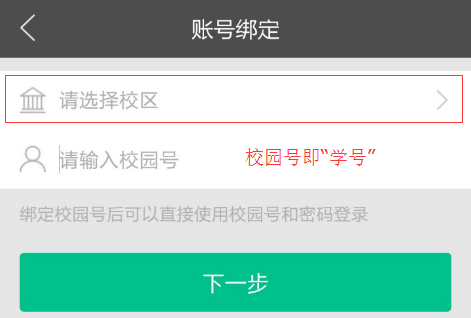 账号绑定
请选择校区
请输入校园号 校园号即“学号”
绑定校园号后可以直接使用校园号和密码登录
下一步